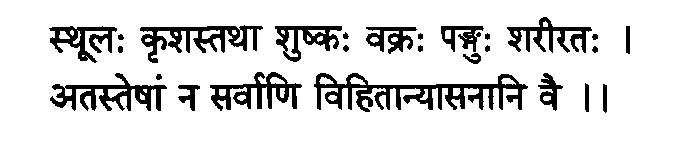 स्थूलः कृशस्तथा शुष्कः वक्रः पङ्गुः शरीरतः ।
अतस्तेषां न सर्वाणि विहितान्यासनानि वै ।।